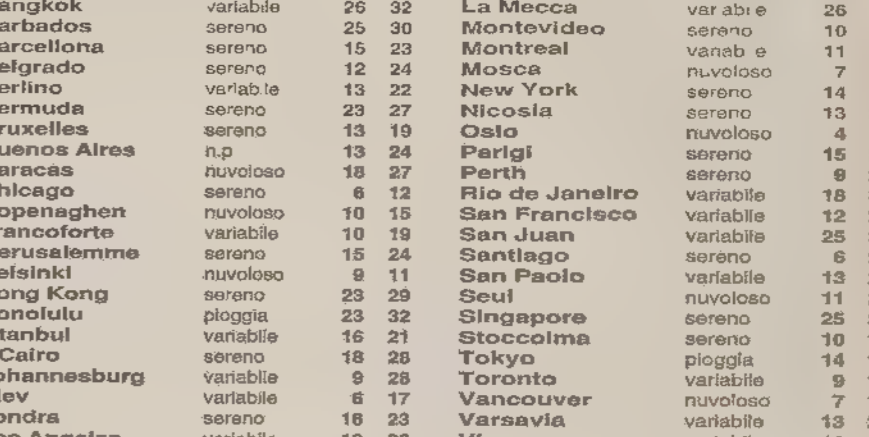 angkok variabile 26 32
arbados sereno 25 30
arcellona sereno 15 23
elgrado sereno 12 24
erlino variab.le 13 22
ermuda sereno 23 27
ruxelles sereno 13 19
uenos Aires n.p 13 24
aracas nuvoloso 18 27
hicago sereno 6 12
openaghen nuvoloso 10 15
rancoforte variabile 10 19
erusalemme sereno 15 24
elsinki nuvoloso 9 11
ong Kong sereno 23 29
onolulu pioggia 23 32
tanbul variabile 16 21
Cairo sereno 18 28
ohannesburg variabile 9 28
iev variabile 6 17
ondra sereno 16 23
La Mecca var abi e 26
Montevideo sereno 10
Montreal variab e 11
Mosca nuvoloso 7
New York sereno 14
Nicosia sereno 13
Oslo nuvoloso 4
Parigi sereno 15
Perth sereno 9
Rio de Janeiro variabile 18
San Francisco variabile 12
San Juan variabile 25
Santiago sereno 6
San Paolo variabile 13
Seul nuvoloso 11
Singapore sereno 25
Stoccolma sereno 10
Tokyo pioggia 14
Toronto variabile 9
Vancouver nuvoloso 7
Varsavia variabile 13